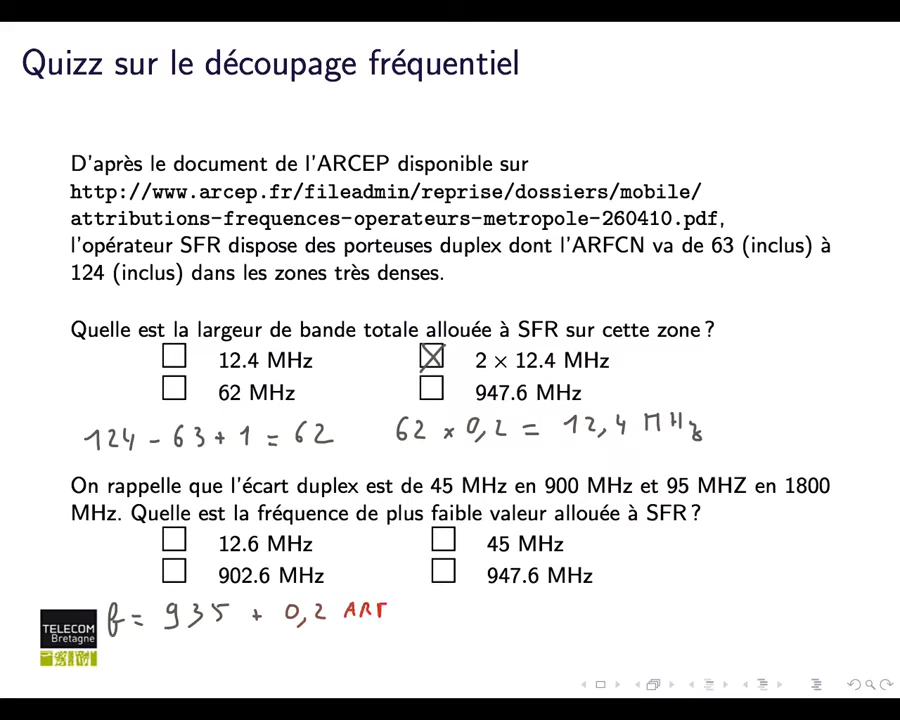 Quizz sur le découpage fréquentiel
D'après le document de l'ARCEP disponible sur
http://www.arcep.fr/fileadmin/reprise/dossiers/mobile/
attributions-frequences-operateurs-metropole-260410.pdf,
l'opérateur SFR dispose des porteuses duplex dont l'ARFCN va de 63 (inclus) à
124 (inclus) dans les zones très denses.
Quelle est la largeur de bande totale allouée à SFR sur cette zone ?
12.4 MHz 2 × 12.4 MHz
62 MHz 947.6 MHz
124 - 63 + 1 = 62 62 × 0,2 = 12,4 MHz
On rappelle que l'écart duplex est de 45 MHz en 900 MHz et 95 MHZ en 1800
MHz. Quelle est la fréquence de plus faible valeur allouée à SFR ?
12.6 MHz 45 MHz
902.6 MHz 947.6 MHz
f = 935 + 0,2 ARF
TELECOM
Bretagne